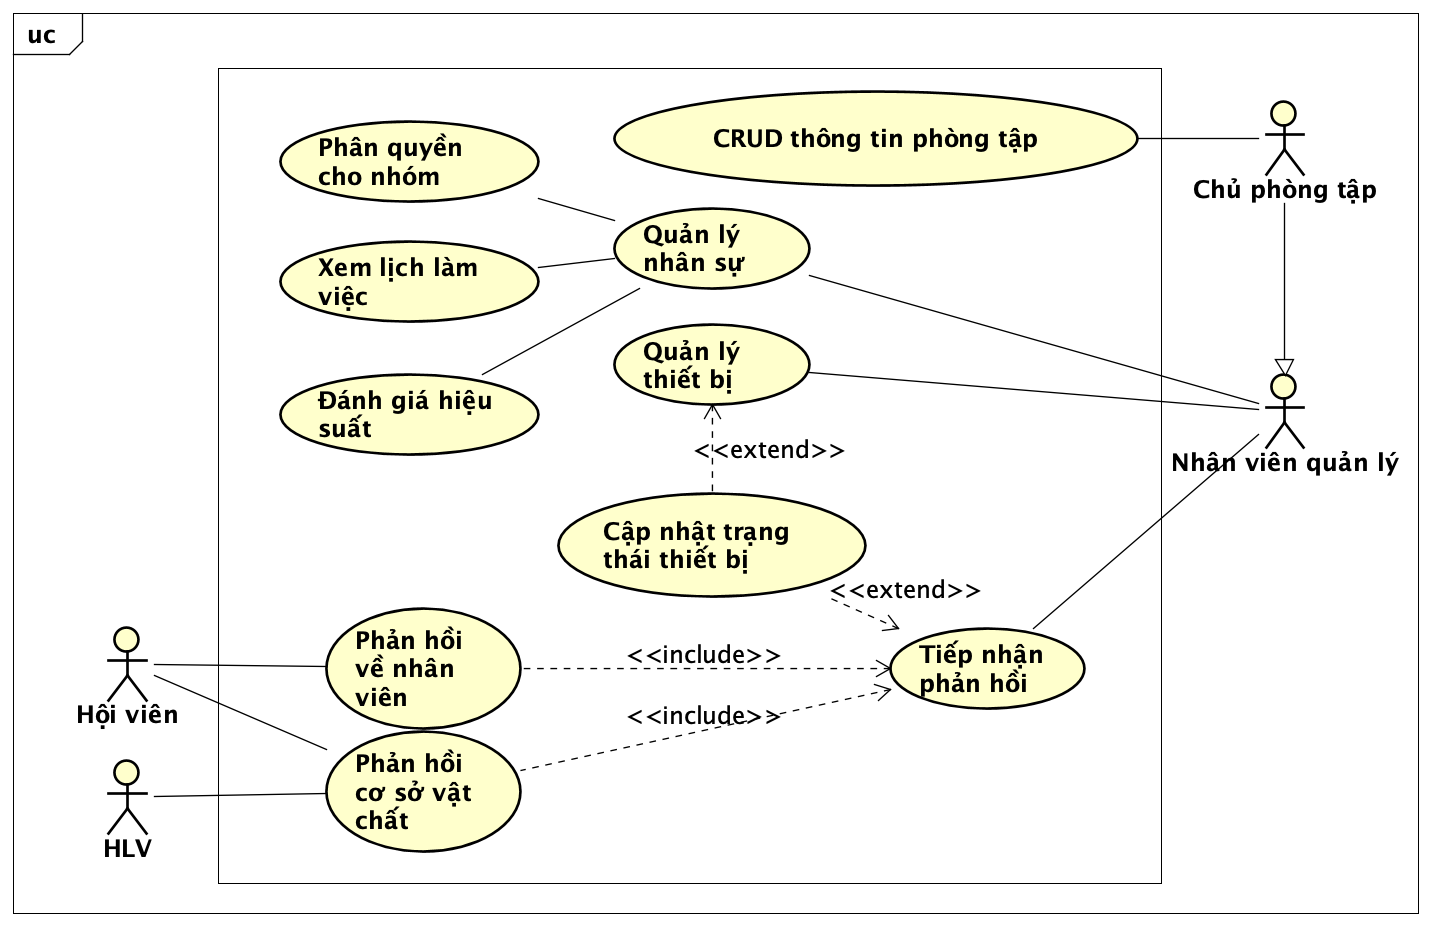 uc
CRUD thông tin phòng tập
Phân quyền
cho nhóm
Chủ phòng tập
Quản lý
nhân sự
Xem lịch làm
việc
Quản lý
thiết bị
Đánh giá hiệu
suất
<<extend>>
Nhân viên quản lý
Cập nhật trạng
thái thiết bị
<<extend>>
Phản hồi
về nhân
viên
<<include>>
Tiếp nhận
phản hồi
Hội viên
<<include>>
Phản hồi
cơ sở vật
chất
HLV